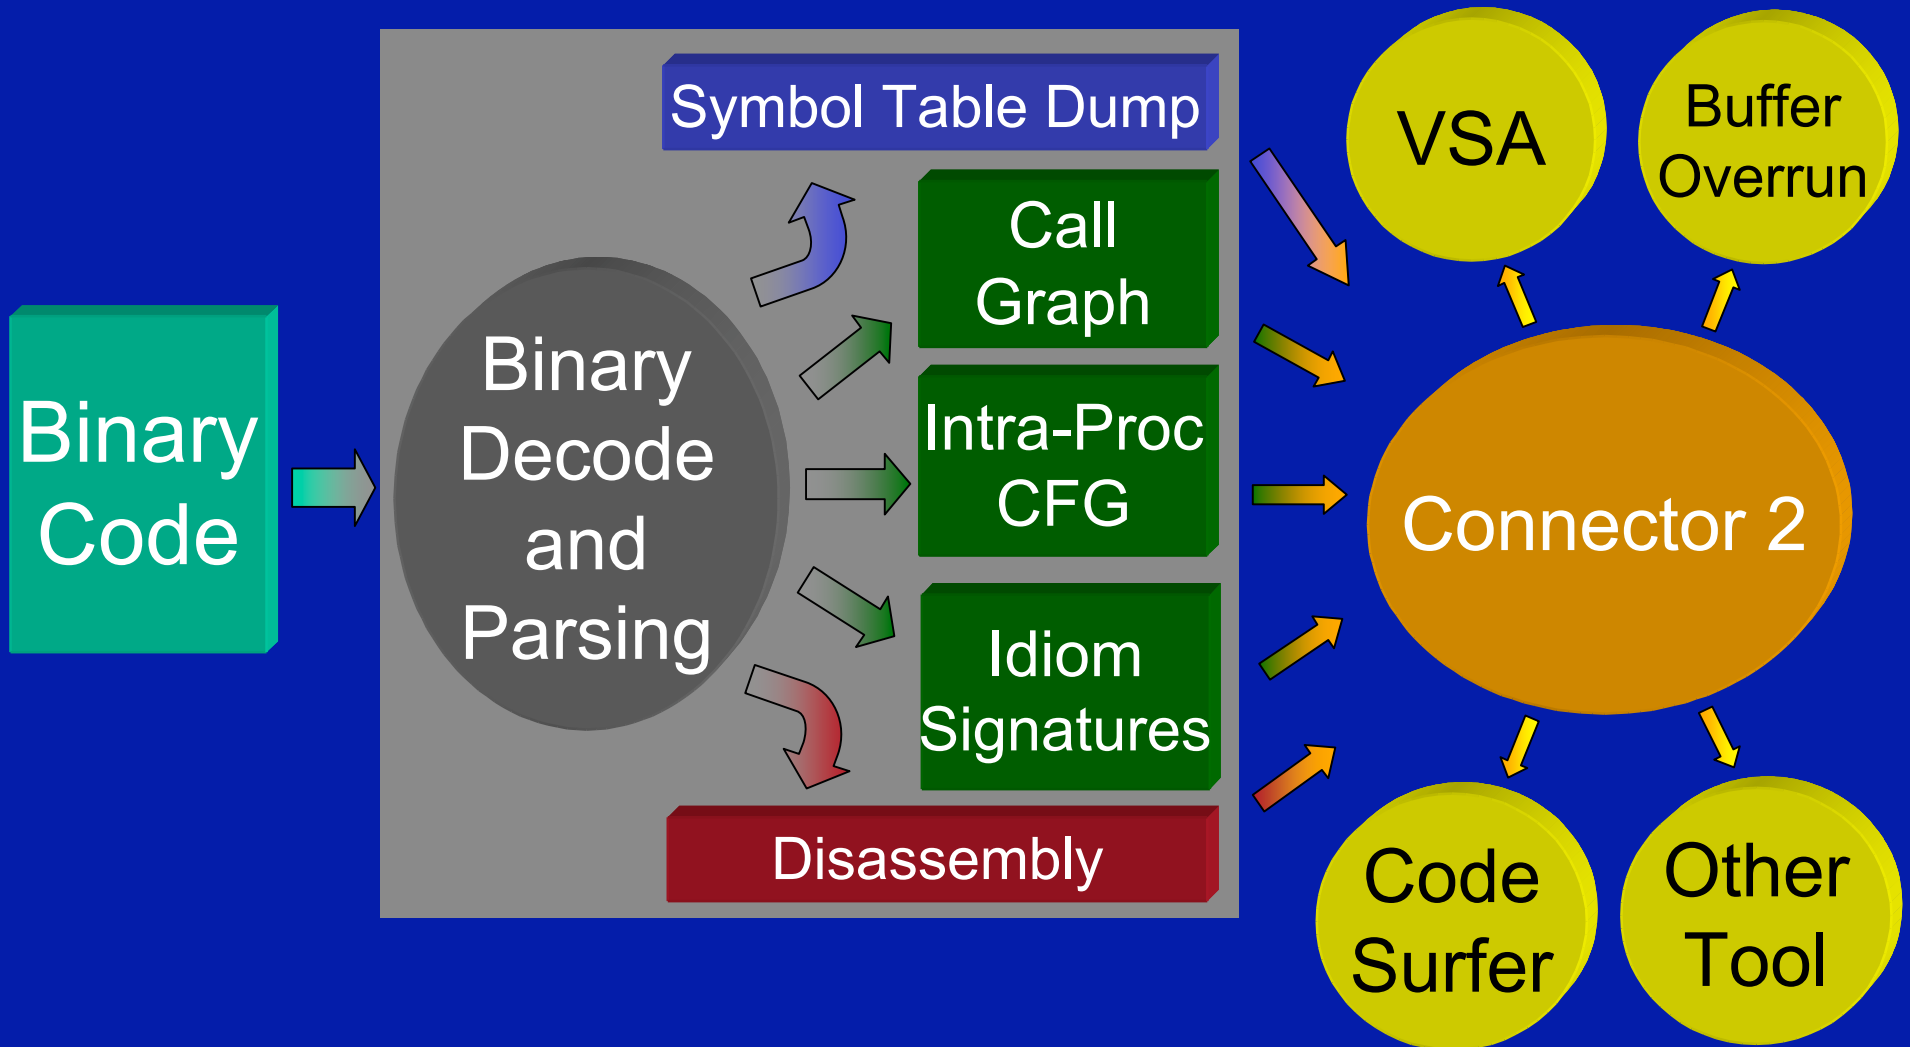 Binary
Code
Binary
Decode
and
Parsing
Symbol Table Dump
Call
Graph
Intra-Proc
CFG
Idiom
Signatures
Disassembly
Connector 2
VSA
Buffer
Overrun
Code
Surfer
Other
Tool